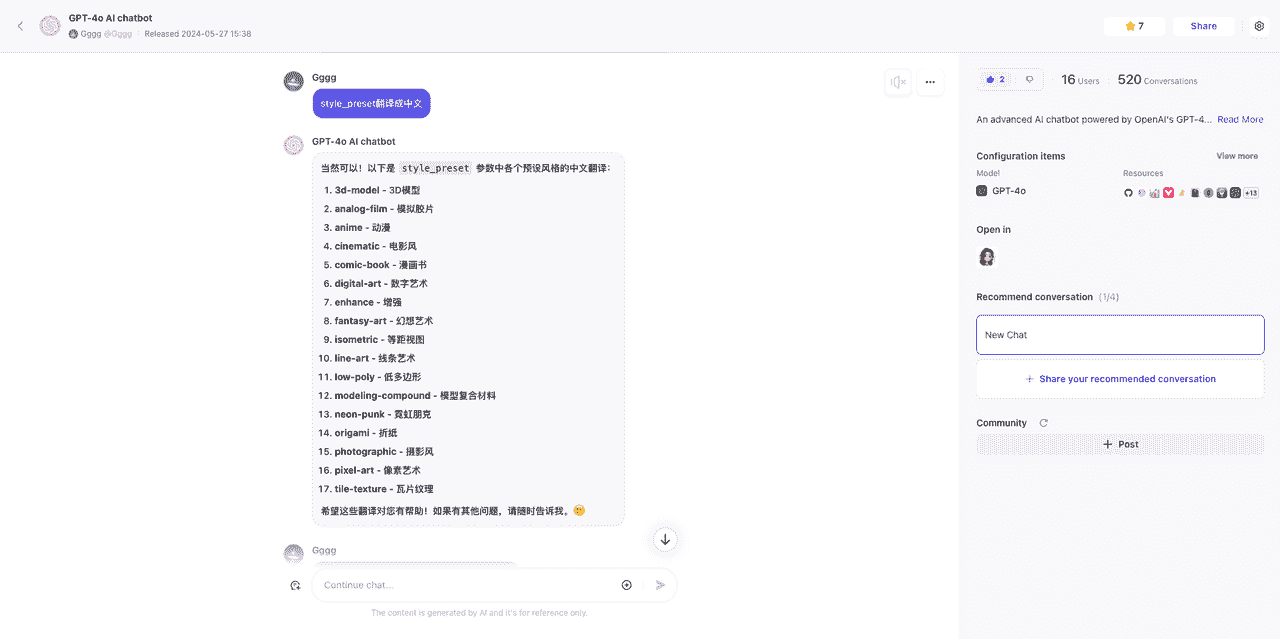 GPT-4o AI chatbot
Gggg @Gggg Released 2024-05-27 15:38
7
Share
Gggg
style_preset翻译成中文
GPT-4o AI chatbot
当然可以！以下是 style_preset 参数中各个预设风格的中文翻译：
1. 3d-model - 3D模型
2. analog-film - 模拟胶片
3. anime - 动漫
4. cinematic - 电影风
5. comic-book - 漫画书
6. digital-art - 数字艺术
7. enhance - 增强
8. fantasy-art - 幻想艺术
9. isometric - 等距视图
10. line-art - 线条艺术
11. low-poly - 低多边形
12. modeling-compound - 模型复合材料
13. neon-punk - 霓虹朋克
14. origami - 折纸
15. photographic - 摄影风
16. pixel-art - 像素艺术
17. tile-texture - 瓦片纹理
希望这些翻译对您有帮助！如果有其他问题，请随时告诉我。
Gggg
Continue chat...
The content is generated by AI and it's for reference only.
2
16 Users
520 Conversations
An advanced AI chatbot powered by OpenAI's GPT-4... Read More
Configuration items
View more
Model
Resources
GPT-4o
+13
Open in
Recommend conversation (1/4)
New Chat
+ Share your recommended conversation
Community
+ Post